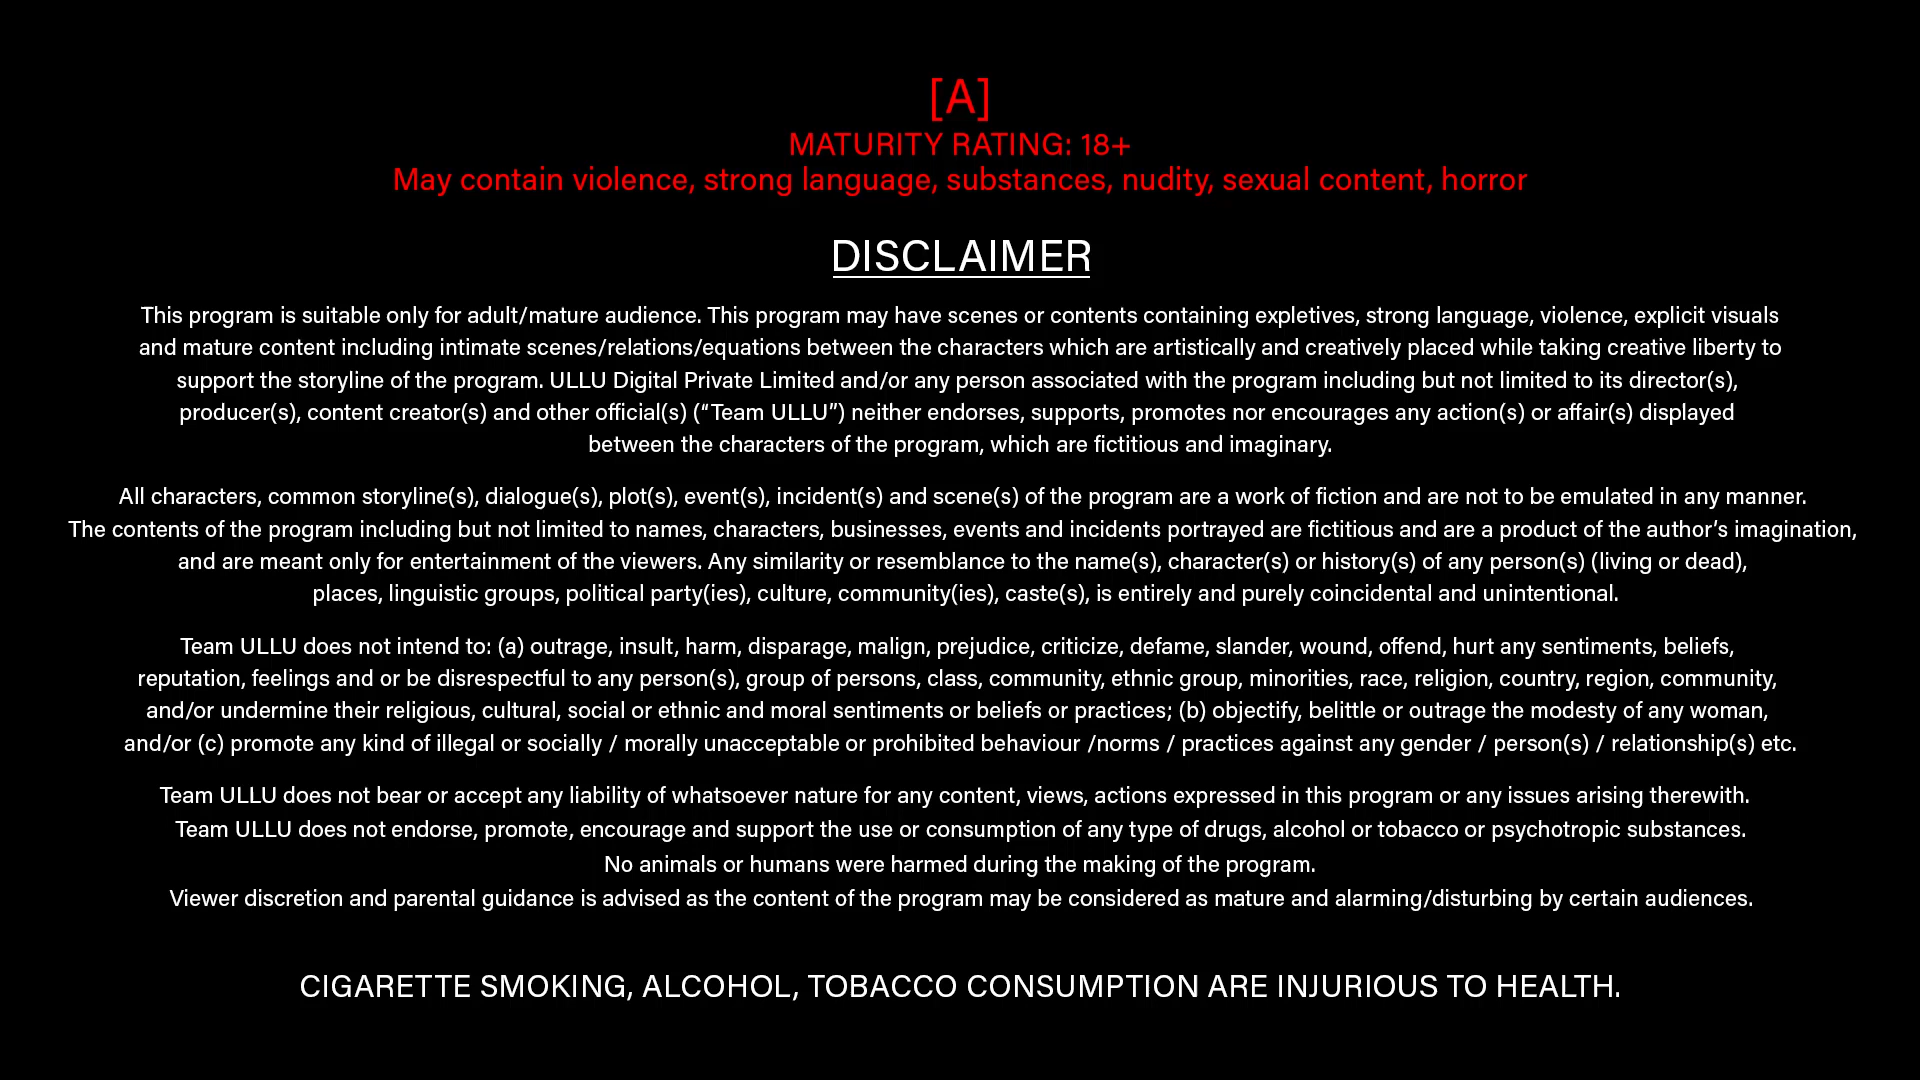 [A]
MATURITY RATING: 18+
May contain violence, strong language, substances, nudity, sexual content, horror
DISCLAIMER
This program is suitable only for adult/mature audience. This program may have scenes or contents containing expletives, strong language, violence, explicit visuals
and mature content including intimate scenes/relations/equations between the characters which are artistically and creatively placed while taking creative liberty to
support the storyline of the program. ULLU Digital Private Limited and/or any person associated with the program including but not limited to its director(s),
producer(s), content creator(s) and other official(s) (“Team ULLU”) neither endorses, supports, promotes nor encourages any action(s) or affair(s) displayed
between the characters of the program, which are fictitious and imaginary.
All characters, common storyline(s), dialogue(s), plot(s), event(s), incident(s) and scene(s) of the program are a work of fiction and are not to be emulated in any manner.
The contents of the program including but not limited to names, characters, businesses, events and incidents portrayed are fictitious and are a product of the author’s imagination,
and are meant only for entertainment of the viewers. Any similarity or resemblance to the name(s), character(s) or history(s) of any person(s) (living or dead),
places, linguistic groups, political party(ies), culture, community(ies), caste(s), is entirely and purely coincidental and unintentional.
Team ULLU does not intend to: (a) outrage, insult, harm, disparage, malign, prejudice, criticize, defame, slander, wound, offend, hurt any sentiments, beliefs,
reputation, feelings and or be disrespectful to any person(s), group of persons, class, community, ethnic group, minorities, race, religion, country, region, community,
and/or undermine their religious, cultural, social or ethnic and moral sentiments or beliefs or practices; (b) objectify, belittle or outrage the modesty of any woman,
and/or (c) promote any kind of illegal or socially / morally unacceptable or prohibited behaviour /norms / practices against any gender / person(s) / relationship(s) etc.
Team ULLU does not bear or accept any liability of whatsoever nature for any content, views, actions expressed in this program or any issues arising therewith.
Team ULLU does not endorse, promote, encourage and support the use or consumption of any type of drugs, alcohol or tobacco or psychotropic substances.
No animals or humans were harmed during the making of the program.
Viewer discretion and parental guidance is advised as the content of the program may be considered as mature and alarming/disturbing by certain audiences.
CIGARETTE SMOKING, ALCOHOL, TOBACCO CONSUMPTION ARE INJURIOUS TO HEALTH.